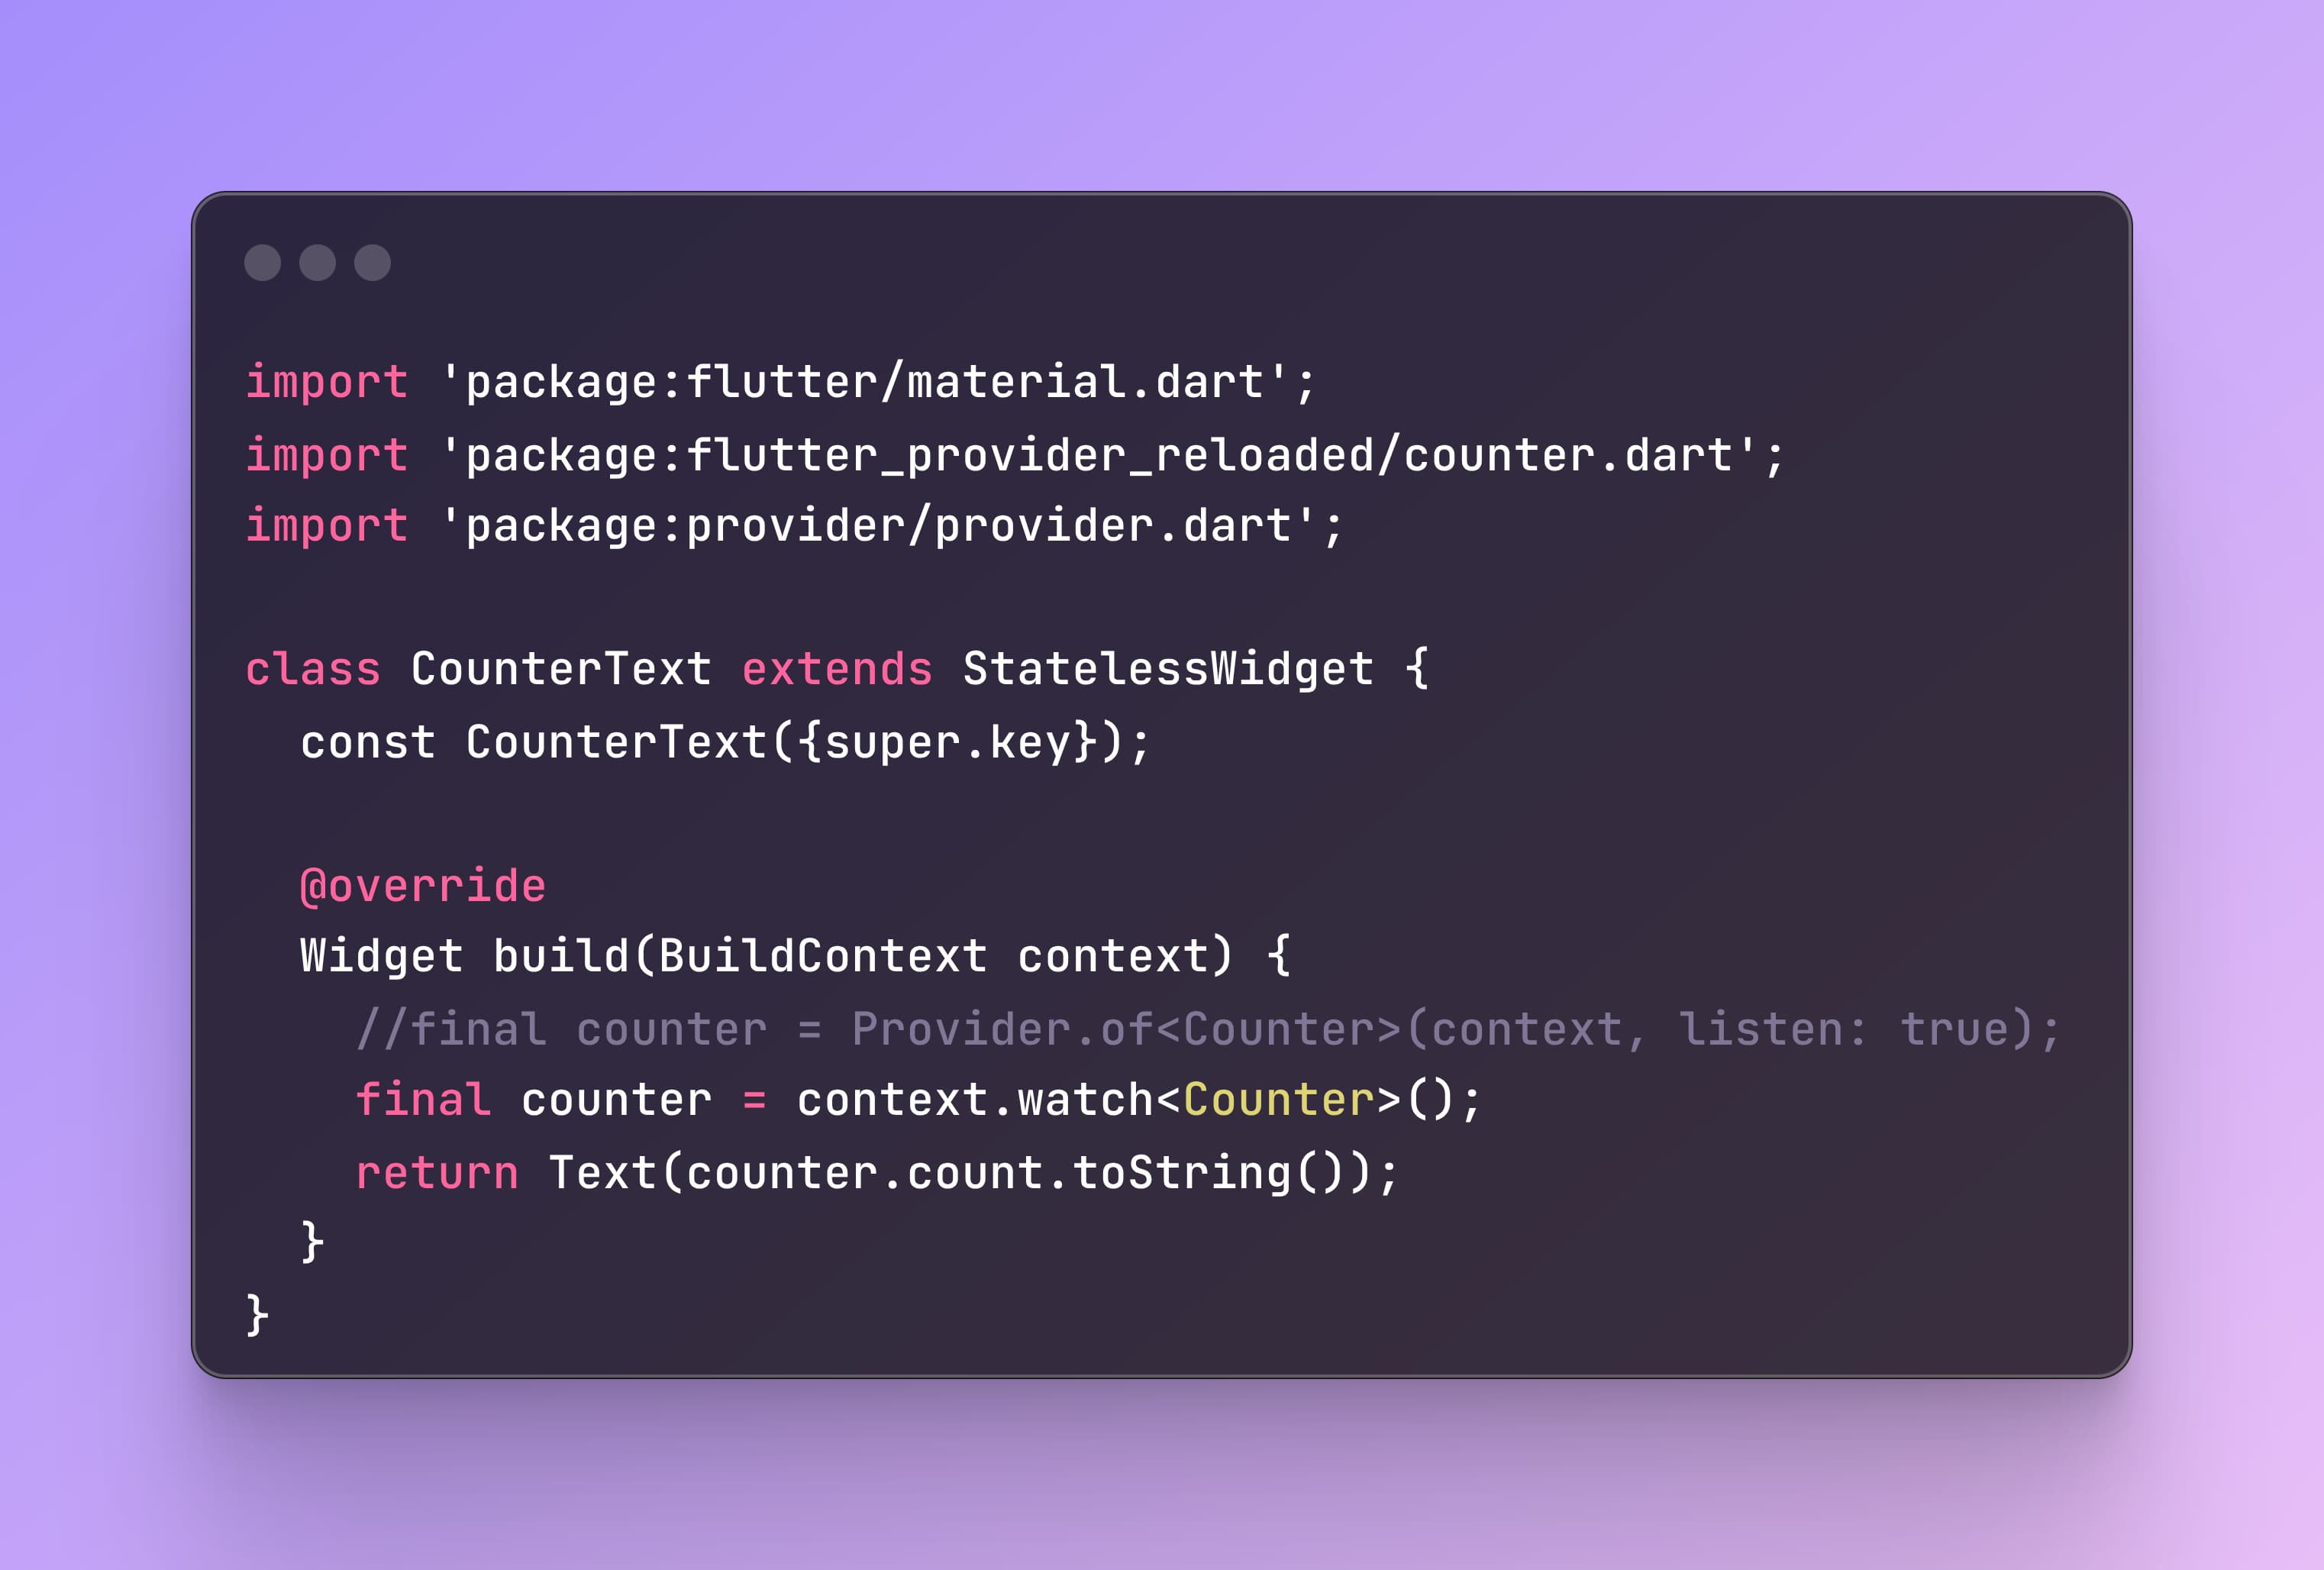 import 'package:flutter/material.dart';
import 'package:flutter_provider_reloaded/counter.dart';
import 'package:provider/provider.dart';

class CounterText extends StatelessWidget {
  const CounterText({super.key});

  @override
  Widget build(BuildContext context) {
    //final counter = Provider.of<Counter>(context, listen: true);
    final counter = context.watch<Counter>();
    return Text(counter.count.toString());
  }
}